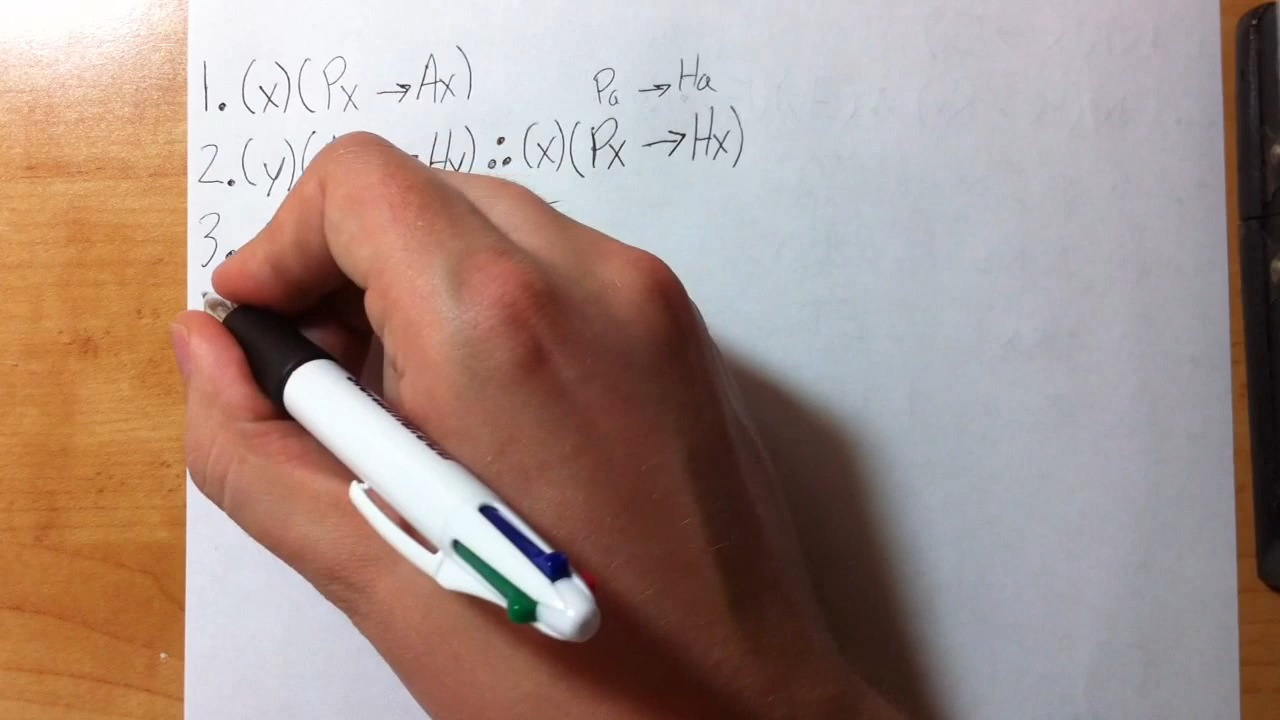 1. (x)(Px → Ax)
Pa → Ha
2. (y)( Hy) ∴ (x)(Px → Hx)
3.